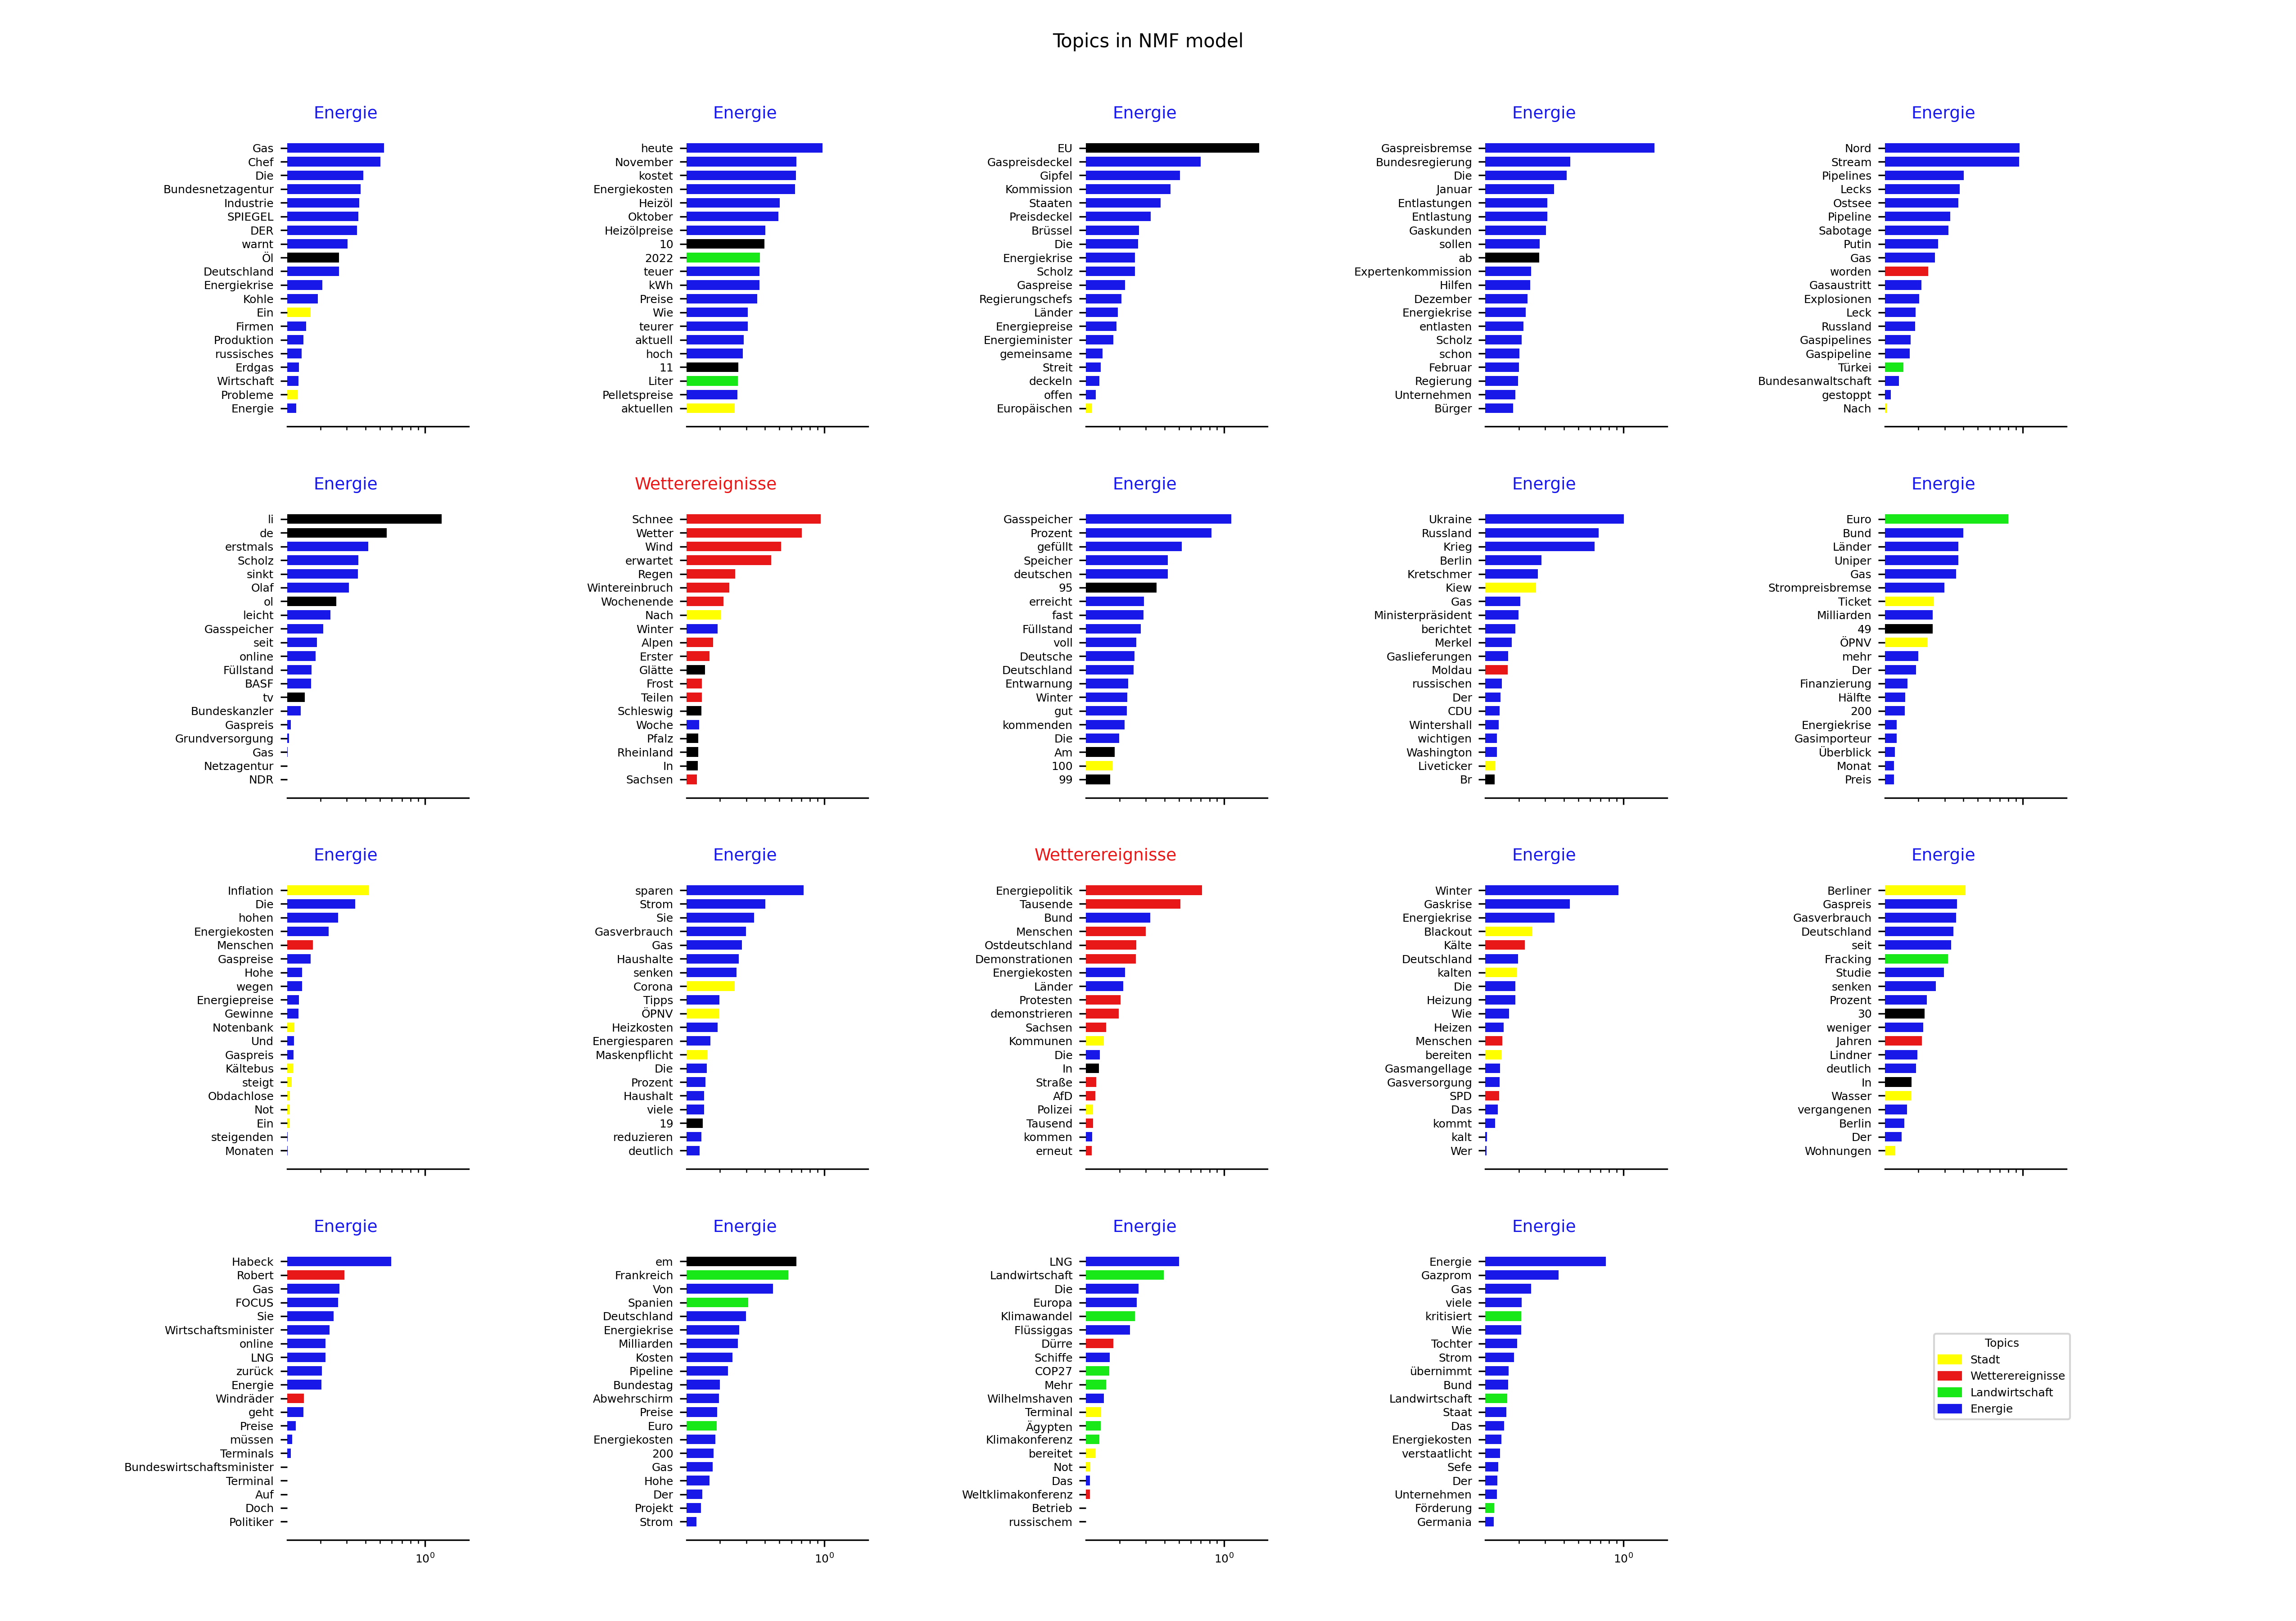 Topics in NMF model
Energie
Gas
Chef
Die
Bundesnetzagentur
Industrie
SPIEGEL
DER
warnt
Öl
Deutschland
Energiekrise
Kohle
Ein
Firmen
Produktion
russisches
Erdgas
Wirtschaft
Probleme
Energie
Energie
heute
November
kostet
Energiekosten
Heizöl
Oktober
Heizölpreise
10
2022
teuer
kWh
Preise
Wie
teurer
aktuell
hoch
11
Liter
Pelletspreise
aktuellen
Energie
EU
Gaspreisdeckel
Gipfel
Kommission
Staaten
Preisdeckel
Brüssel
Die
Energiekrise
Scholz
Gaspreise
Regierungschefs
Länder
Energiepreise
Energieminister
gemeinsame
Streit
deckeln
offen
Europäischen
Energie
Gaspreisbremse
Bundesregierung
Die
Januar
Entlastungen
Entlastung
Gaskunden
sollen
ab
Expertenkommission
Hilfen
Dezember
Energiekrise
entlasten
Scholz
schon
Februar
Regierung
Unternehmen
Bürger
Energie
Nord
Stream
Pipelines
Lecks
Ostsee
Pipeline
Sabotage
Putin
Gas
worden
Gasaustritt
Explosionen
Leck
Russland
Gaspipelines
Gaspipeline
Türkei
Bundesanwaltschaft
gestoppt
Nach
Energie
li
de
erstmals
Scholz
sinkt
Olaf
ol
leicht
Gasspeicher
seit
online
Füllstand
BASF
tv
Bundeskanzler
Gaspreis
Grundversorgung
Gas
Netzagentur
NDR
Wetterereignisse
Schnee
Wetter
Wind
erwartet
Regen
Wintereinbruch
Wochenende
Nach
Winter
Alpen
Erster
Glätte
Frost
Teilen
Schleswig
Woche
Pfalz
Rheinland
In
Sachsen
Energie
Gasspeicher
Prozent
gefüllt
Speicher
deutschen
95
erreicht
fast
Füllstand
voll
Deutsche
Deutschland
Entwarnung
Winter
gut
kommenden
Die
Am
100
99
Energie
Ukraine
Russland
Krieg
Berlin
Kretschmer
Kiew
Gas
Ministerpräsident
berichtet
Merkel
Gaslieferungen
Moldau
russischen
Der
CDU
Wintershall
wichtigen
Washington
Liveticker
Br
Energie
Euro
Bund
Länder
Uniper
Gas
Strompreisbremse
Ticket
Milliarden
49
ÖPNV
mehr
Der
Finanzierung
Hälfte
200
Energiekrise
Gasimporteur
Überblick
Monat
Preis
Energie
Inflation
Die
hohen
Energiekosten
Menschen
Gaspreise
Hohe
wegen
Energiepreise
Gewinne
Notenbank
Und
Gaspreis
Kältebus
steigt
Obdachlose
Not
Ein
steigenden
Monaten
Energie
sparen
Strom
Sie
Gasverbrauch
Gas
Haushalte
senken
Corona
Tipps
ÖPNV
Heizkosten
Energiesparen
Maskenpflicht
Die
Prozent
Haushalt
viele
19
reduzieren
deutlich
Wetterereignisse
Energiepolitik
Tausende
Bund
Menschen
Ostdeutschland
Demonstrationen
Energiekosten
Länder
Protesten
demonstrieren
Sachsen
Kommunen
Die
In
Straße
AfD
Polizei
Tausend
kommen
erneut
Energie
Winter
Gaskrise
Energiekrise
Blackout
Kälte
Deutschland
kalten
Die
Heizung
Wie
Heizen
Menschen
bereiten
Gasmangellage
Gasversorgung
SPD
Das
kommt
kalt
Wer
Energie
Berliner
Gaspreis
Gasverbrauch
Deutschland
seit
Fracking
Studie
senken
Prozent
30
weniger
Jahren
Lindner
deutlich
In
Wasser
vergangenen
Berlin
Der
Wohnungen
Energie
Habeck
Robert
Gas
FOCUS
Sie
Wirtschaftsminister
online
LNG
zurück
Energie
Windräder
geht
Preise
müssen
Terminals
Bundeswirtschaftsminister
Terminal
Auf
Doch
Politiker
10⁰
Energie
em
Frankreich
Von
Spanien
Deutschland
Energiekrise
Milliarden
Kosten
Pipeline
Bundestag
Abwehrschirm
Preise
Euro
Energiekosten
200
Gas
Hohe
Der
Projekt
Strom
10⁰
Energie
LNG
Landwirtschaft
Die
Europa
Klimawandel
Flüssiggas
Dürre
Schiffe
COP27
Mehr
Wilhelmshaven
Terminal
Ägypten
Klimakonferenz
bereitet
Not
Das
Weltklimakonferenz
Betrieb
russischem
10⁰
Energie
Energie
Gazprom
Gas
viele
kritisiert
Wie
Tochter
Strom
übernimmt
Bund
Landwirtschaft
Staat
Das
Energiekosten
verstaatlicht
Sefe
Der
Unternehmen
Förderung
Germania
10⁰
Topics
Stadt
Wetterereignisse
Landwirtschaft
Energie